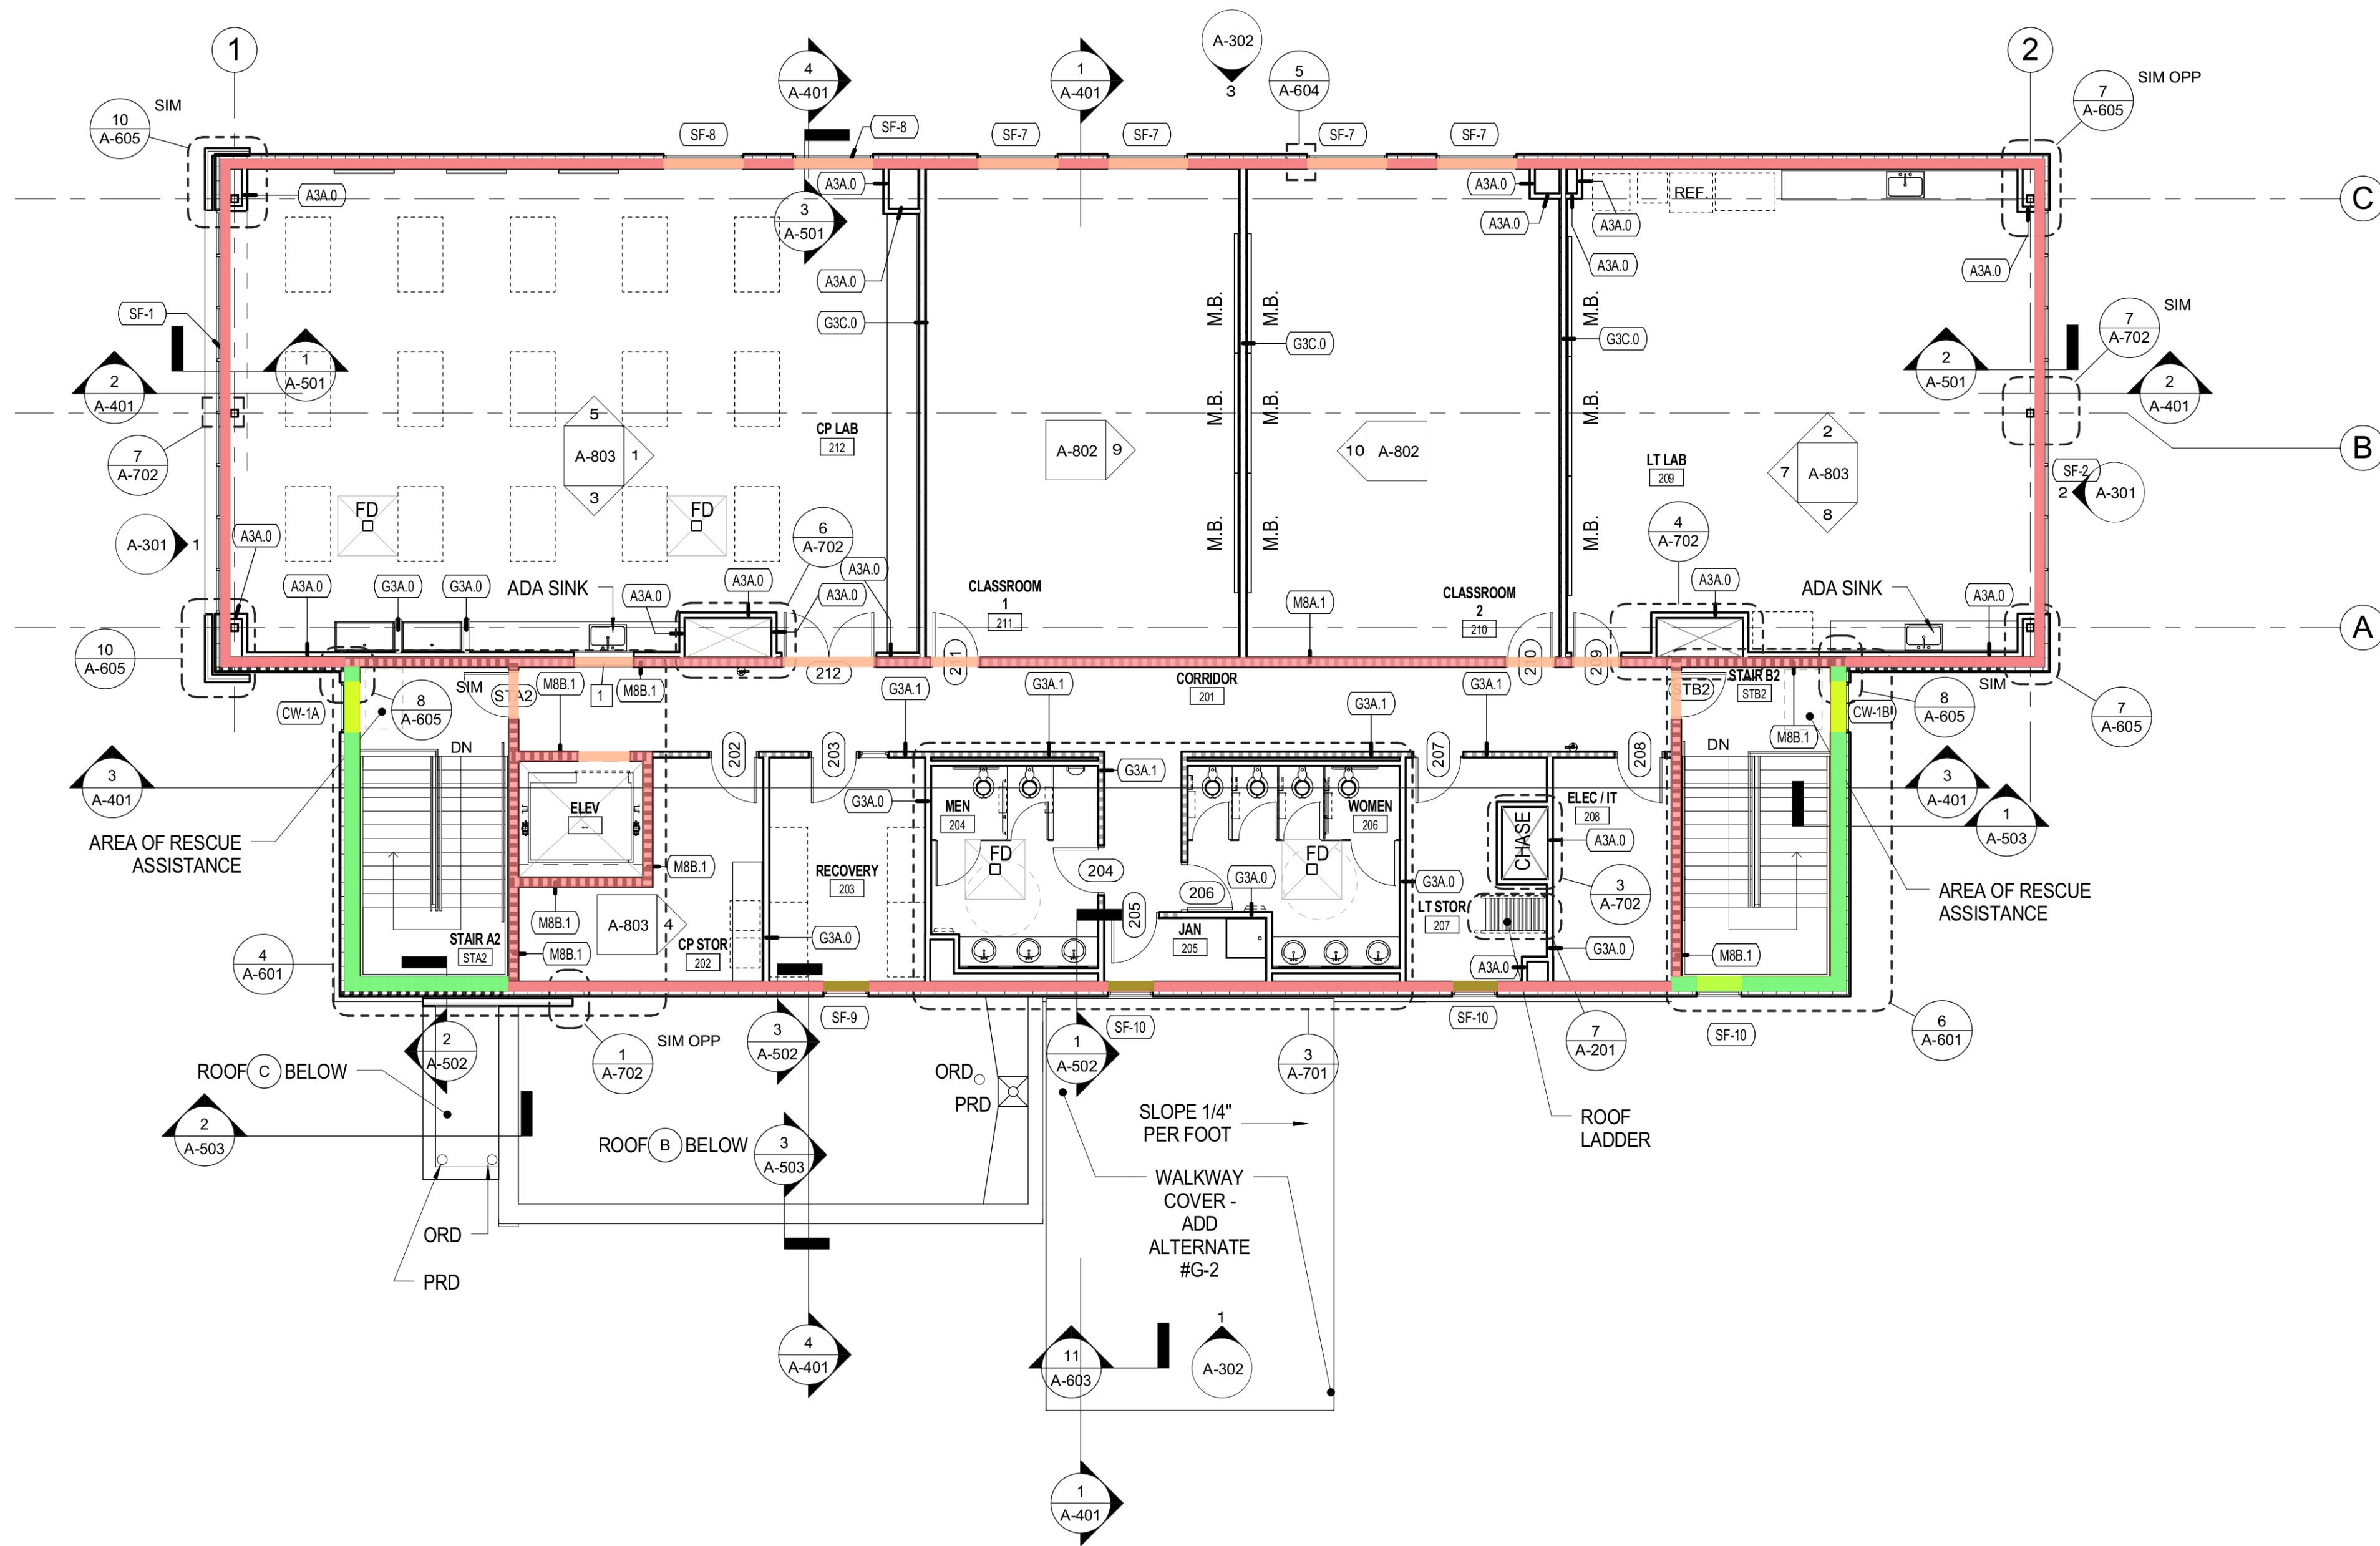 1
2
10
A-605
SIM
4
A-401
1
A-401
A-302
3
5
A-604
7
A-605
SIM OPP
SF-8
SF-8
SF-7
SF-7
SF-7
SF-7
A3A.0
A3A.0
3
A-501
A3A.0
A3A.0
A3A.0
A3A.0
REF.
A3A.0
A3A.0
C
A3A.0
SF-1
G3C.0
M.B.
M.B.
M.B.
G3C.0
G3C.0
7
A-702
SIM
1
A-501
2
A-401
2
A-501
2
A-401
5
A-803
1
3
CP LAB
212
M.B.
M.B.
M.B.
A-802
9
10
A-802
LT LAB
209
2
7
A-803
8
B
7
A-702
SF-2
2
A-301
FD
FD
6
A-702
M.B.
M.B.
M.B.
4
A-702
A-301
1
A3A.0
A3A.0
G3A.0
G3A.0
ADA SINK
A3A.0
A3A.0
A3A.0
A3A.0
CLASSROOM
1
211
M8A.1
CLASSROOM
2
210
A3A.0
ADA SINK
A3A.0
A
10
A-605
212
211
210
209
SIM
STA2
M8B.1
1
M8B.1
G3A.1
G3A.1
CORRIDOR
201
G3A.1
G3A.1
STB2
STAIR B2
STB2
SIM
CW-1A
8
A-605
CW-1B
8
A-605
7
A-605
DN
202
203
207
208
M8B.1
DN
3
A-401
G3A.1
3
A-401
ELEV
--
G3A.0
MEN
204
WOMEN
206
ELEC / IT
208
AREA OF RESCUE
ASSISTANCE
M8B.1
RECOVERY
203
FD
FD
CHASE
A3A.0
1
A-503
204
206
G3A.0
G3A.0
3
A-702
AREA OF RESCUE
ASSISTANCE
M8B.1
A-803
4
205
LT STOR
207
STAIR A2
STA2
M8B.1
CP STOR
202
G3A.0
JAN
205
G3A.0
M8B.1
4
A-601
A3A.0
SF-9
SF-10
SF-10
SF-10
6
A-601
2
A-502
1
A-702
SIM OPP
3
A-502
1
A-502
3
A-701
7
A-201
ROOF C BELOW
ORD
PRD
SLOPE 1/4"
PER FOOT
ROOF
LADDER
2
A-503
ROOF B BELOW
3
A-503
WALKWAY
COVER -
ADD
ALTERNATE
#G-2
ORD
PRD
4
A-401
11
A-603
1
A-302
1
A-401